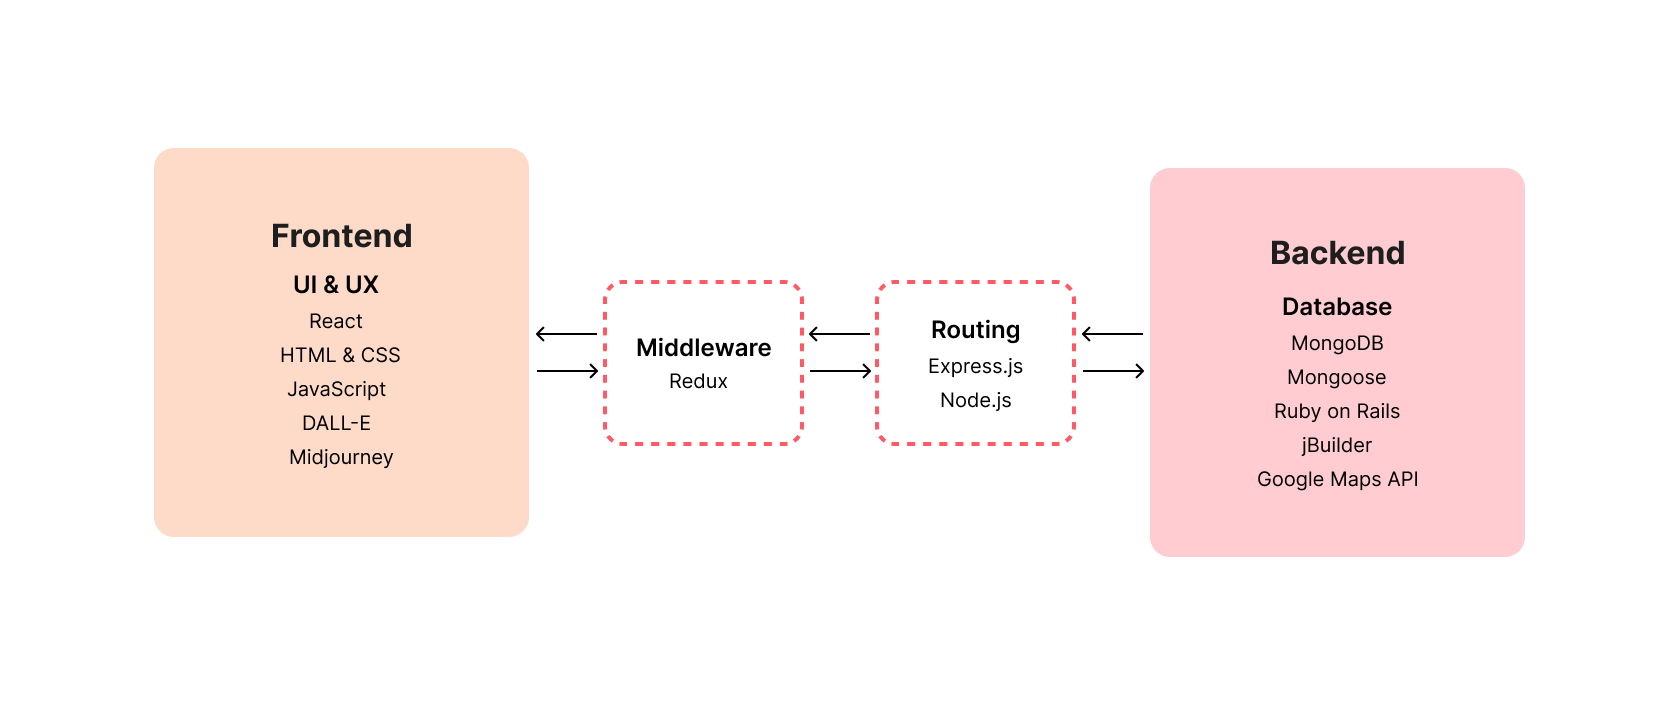 Frontend
UI & UX
React
HTML & CSS
JavaScript
DALL-E
Midjourney
Middleware
Redux
Routing
Express.js
Node.js
Backend
Database
MongoDB
Mongoose
Ruby on Rails
jBuilder
Google Maps API